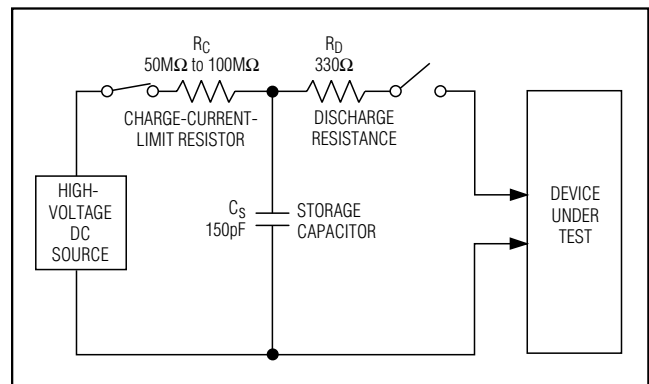 R_C
50MΩ to 100MΩ
CHARGE-CURRENT-
LIMIT RESISTOR
R_D
330Ω
DISCHARGE
RESISTANCE
HIGH-
VOLTAGE
DC
SOURCE
C_S
150pF
STORAGE
CAPACITOR
DEVICE
UNDER
TEST